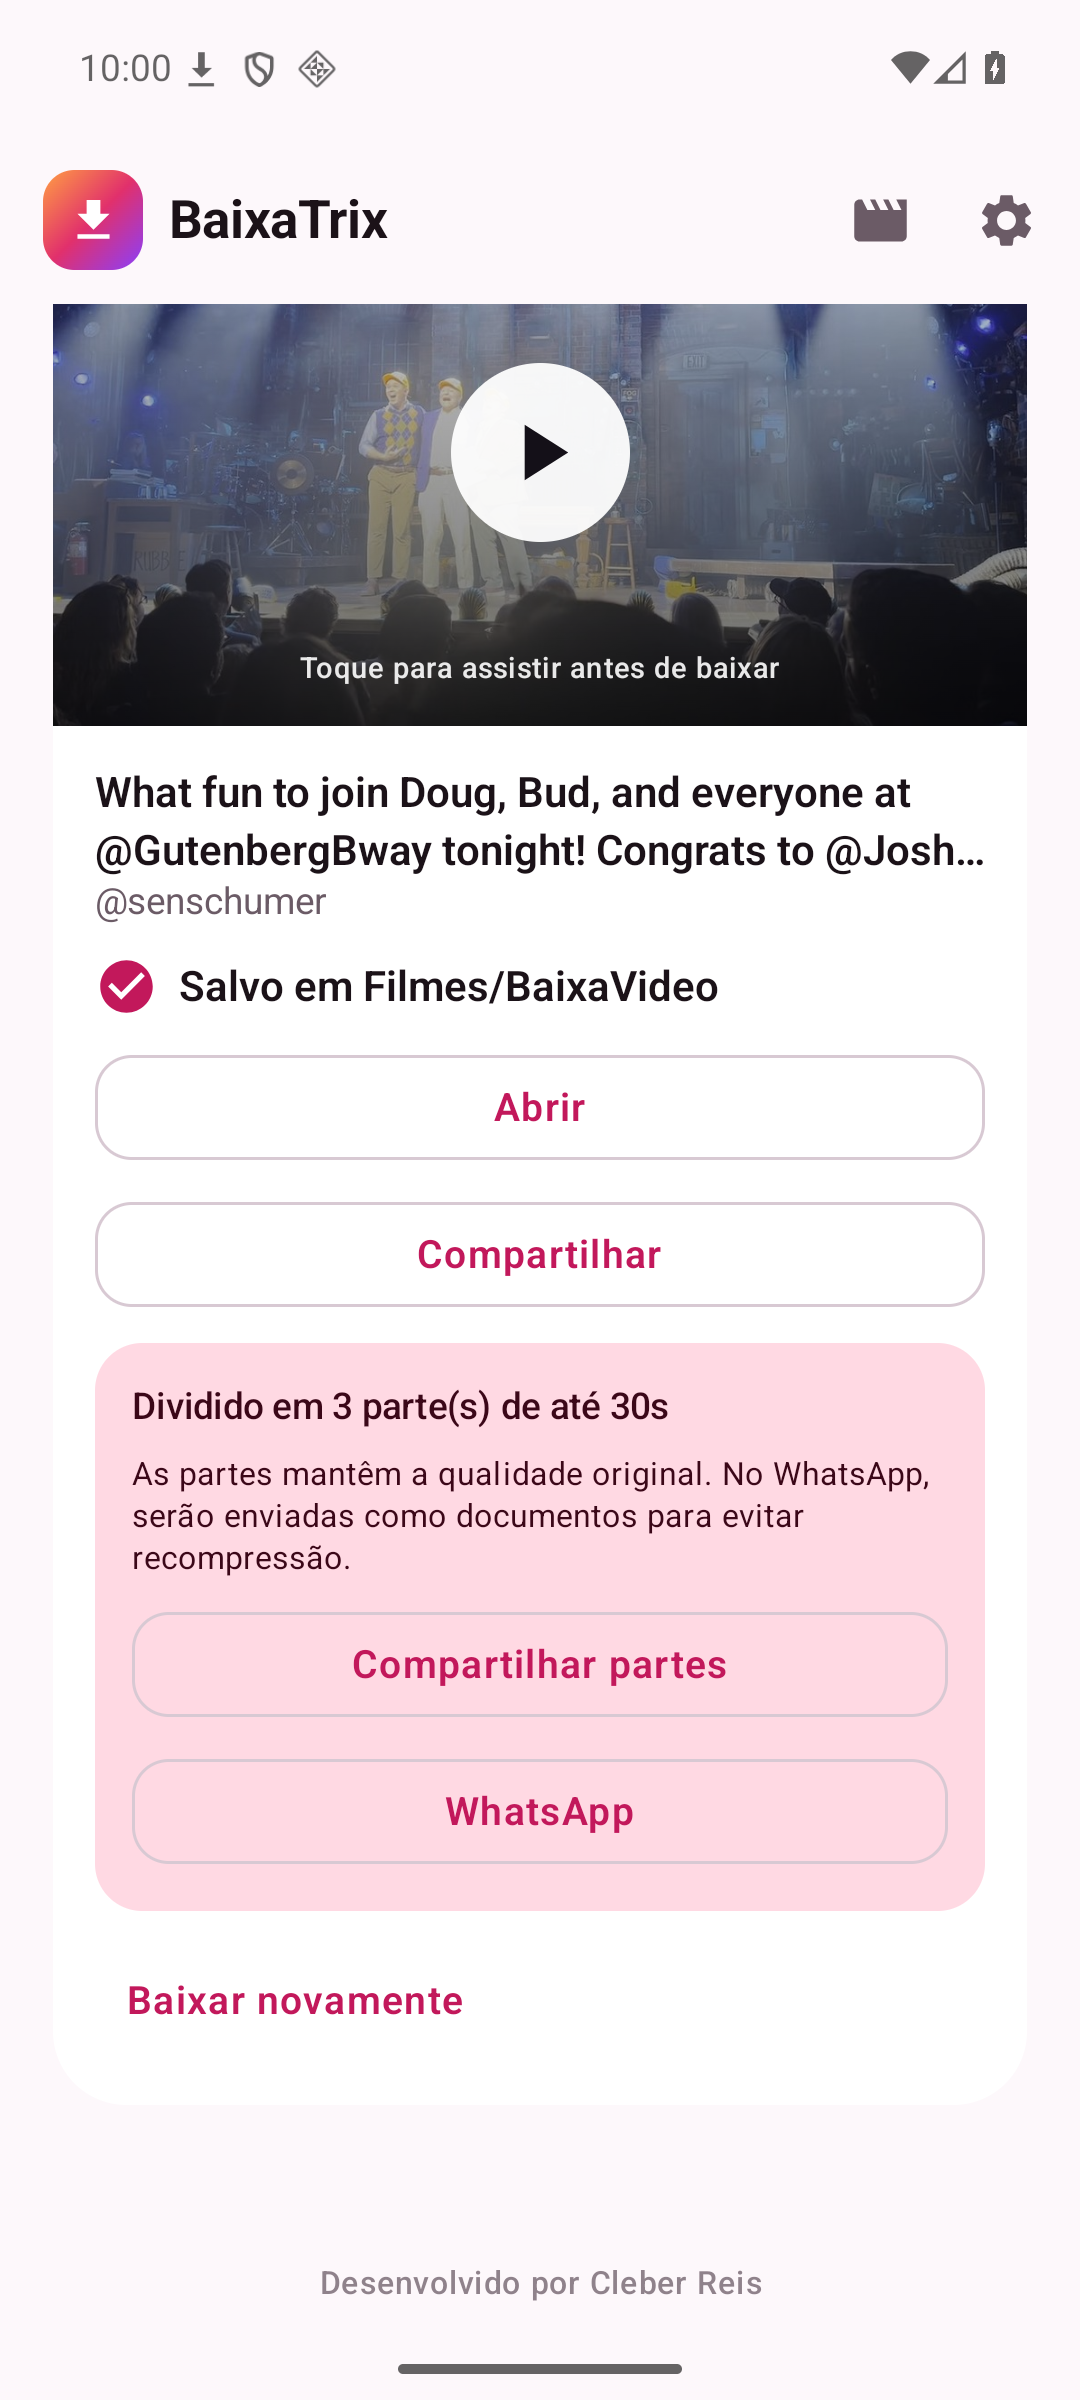 10:00
BaixaTrix
EXIT
Toque para assistir antes de baixar
What fun to join Doug, Bud, and everyone at
@GutenbergBway tonight! Congrats to @Josh…
@senschumer
Salvo em Filmes/BaixaVideo
Abrir
Compartilhar
Dividido em 3 parte(s) de até 30s
As partes mantêm a qualidade original. No WhatsApp,
serão enviadas como documentos para evitar
recompressão.
Compartilhar partes
WhatsApp
Baixar novamente
Desenvolvido por Cleber Reis